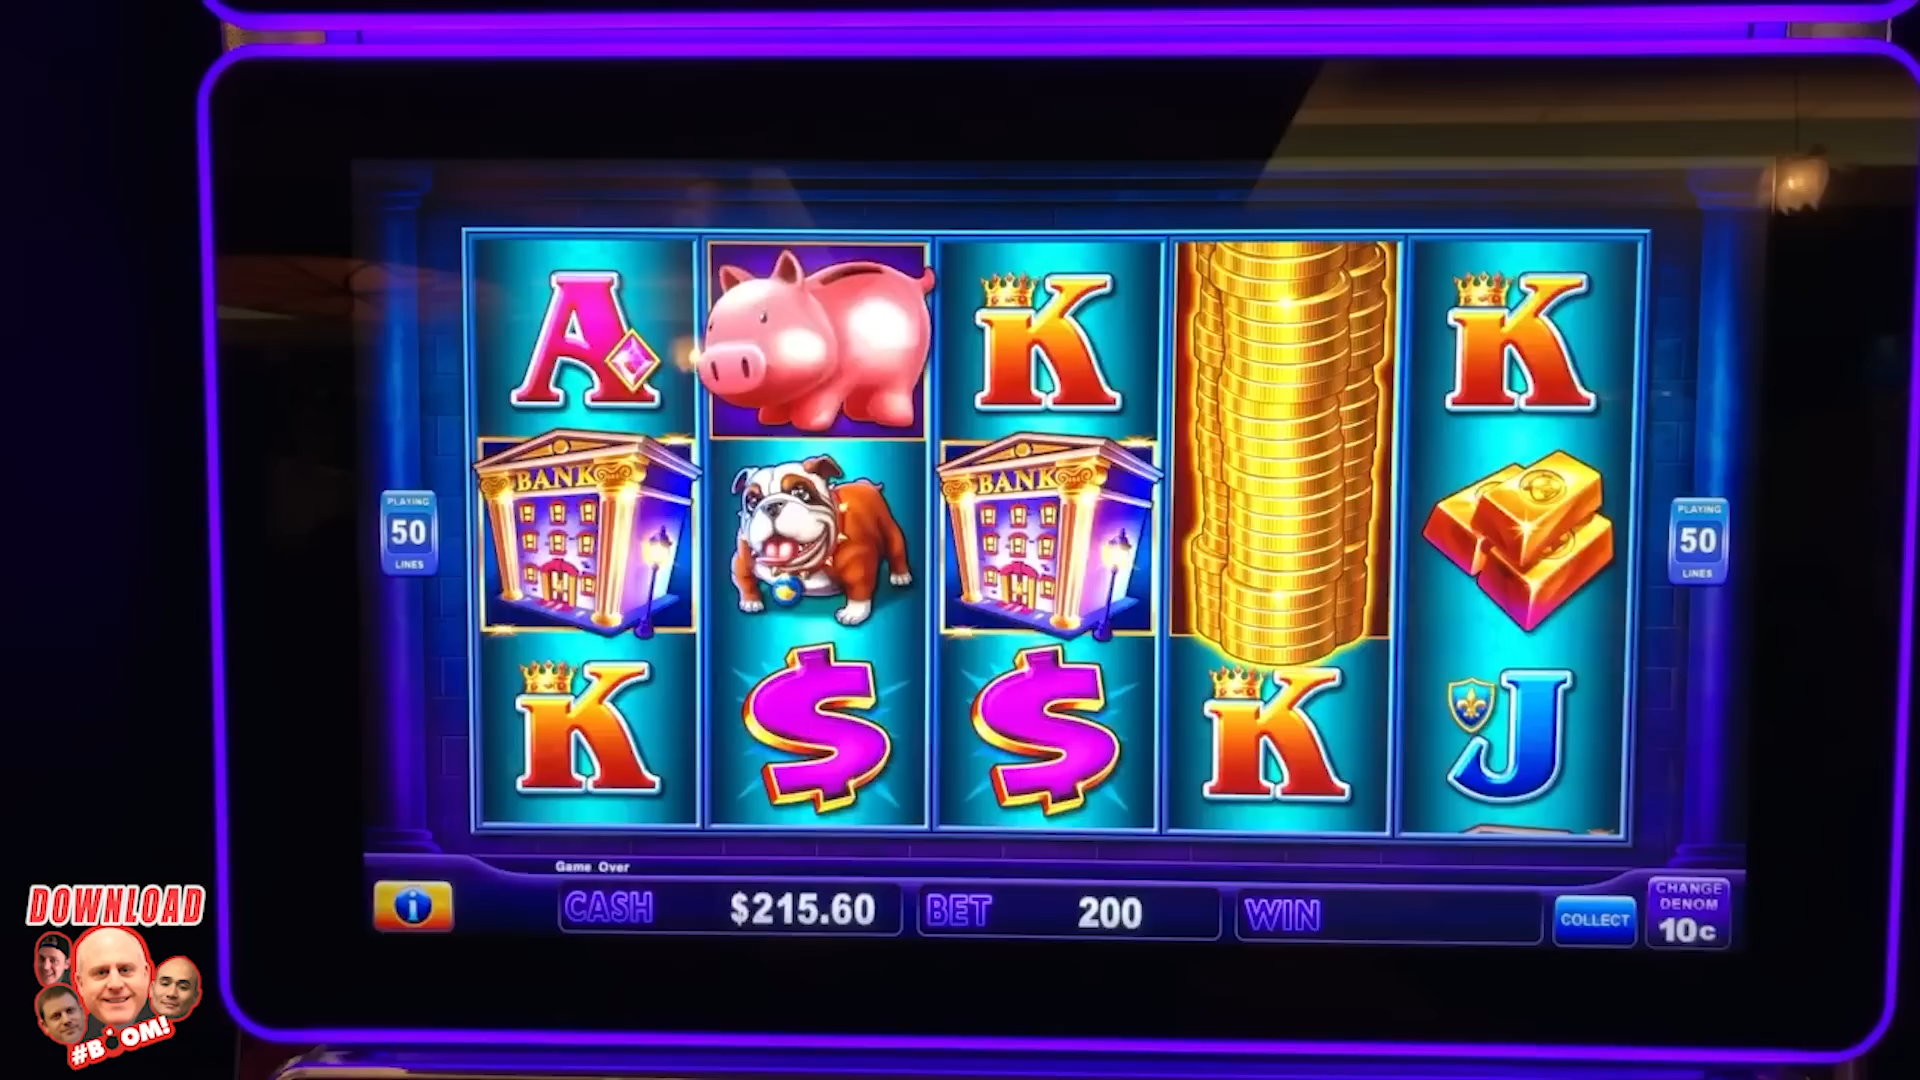 A
K
K
BANK
BANK
PLAYING
50
LINES
PLAYING
50
LINES
K
$
$
K
J
Game Over
CASH $215.60 BET 200 WIN
COLLECT
CHANGE
DENOM
10c
i
DOWNLOAD
#BOOM!